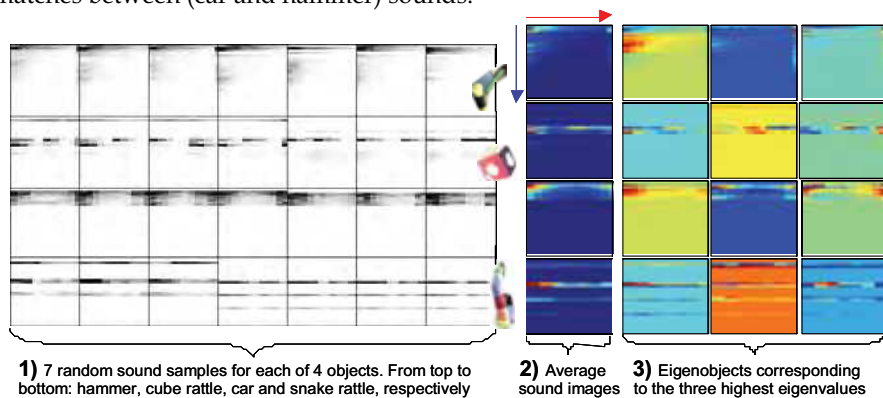 matches between (car and hammer) sounds.
1) 7 random sound samples for each of 4 objects. From top to
bottom: hammer, cube rattle, car and snake rattle, respectively
2) Average
sound images
3) Eigenobjects corresponding
to the three highest eigenvalues